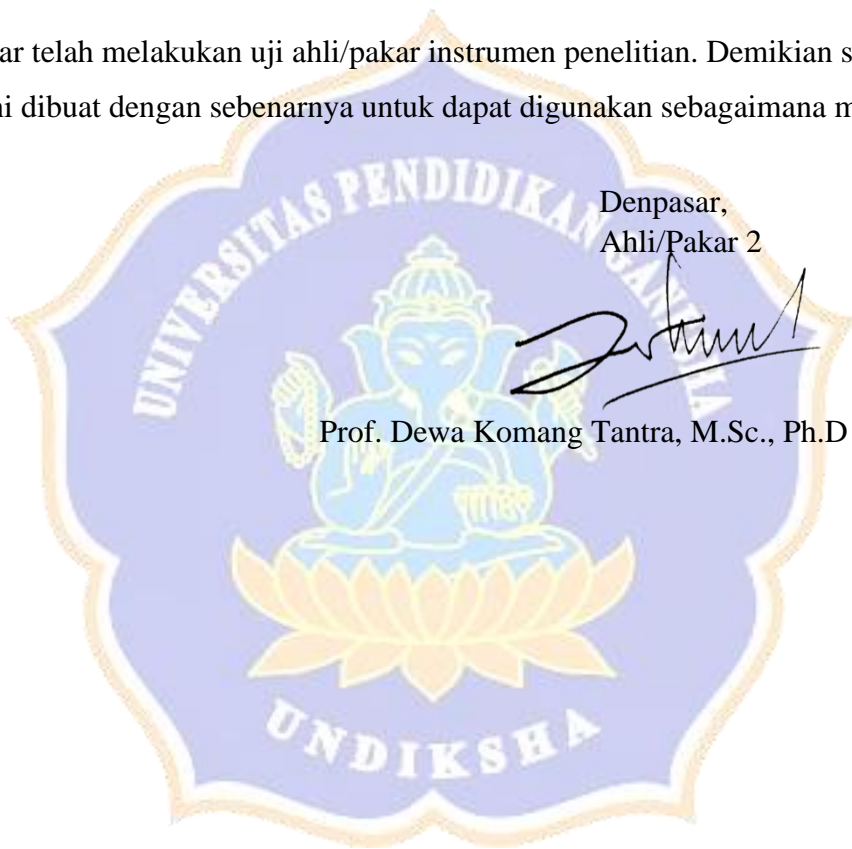 ar telah melakukan uji ahli/pakar instrumen penelitian. Demikian s
ni dibuat dengan sebenarnya untuk dapat digunakan sebagaimana m
UNIVERSITAS PENDIDIKAN GANESHA
Denpasar,
Ahli/Pakar 2
Prof. Dewa Komang Tantra, M.Sc., Ph.D
UNDIKSHA